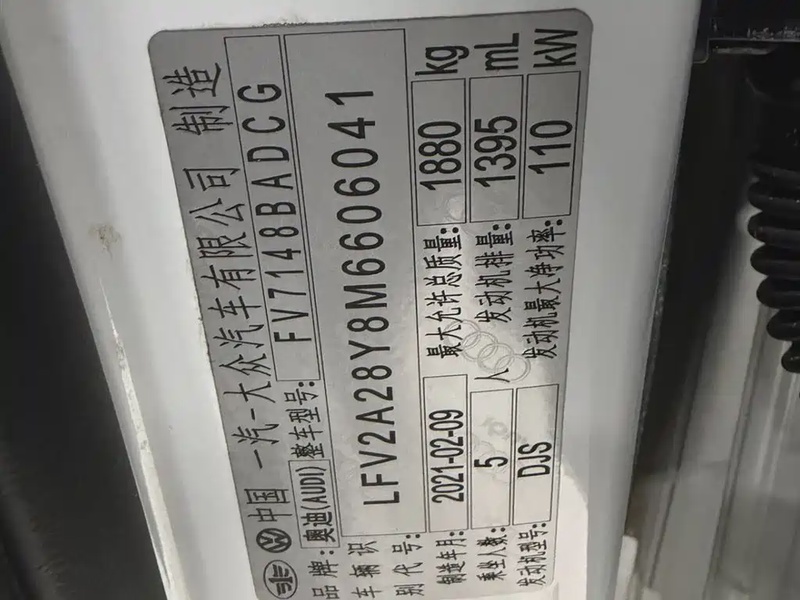 中国 一汽-大众汽车有限公司 制造
品牌:奥迪(AUDI) 整车型号: FV7148BADCG
车辆识别代号: LFV2A28Y8M6606041
制造年月: 2021-02-09 最大允许总质量: 1880 kg
乘坐人数: 5 人 发动机排量: 1395 mL
发动机型号: DJS 发动机最大净功率: 110 kW